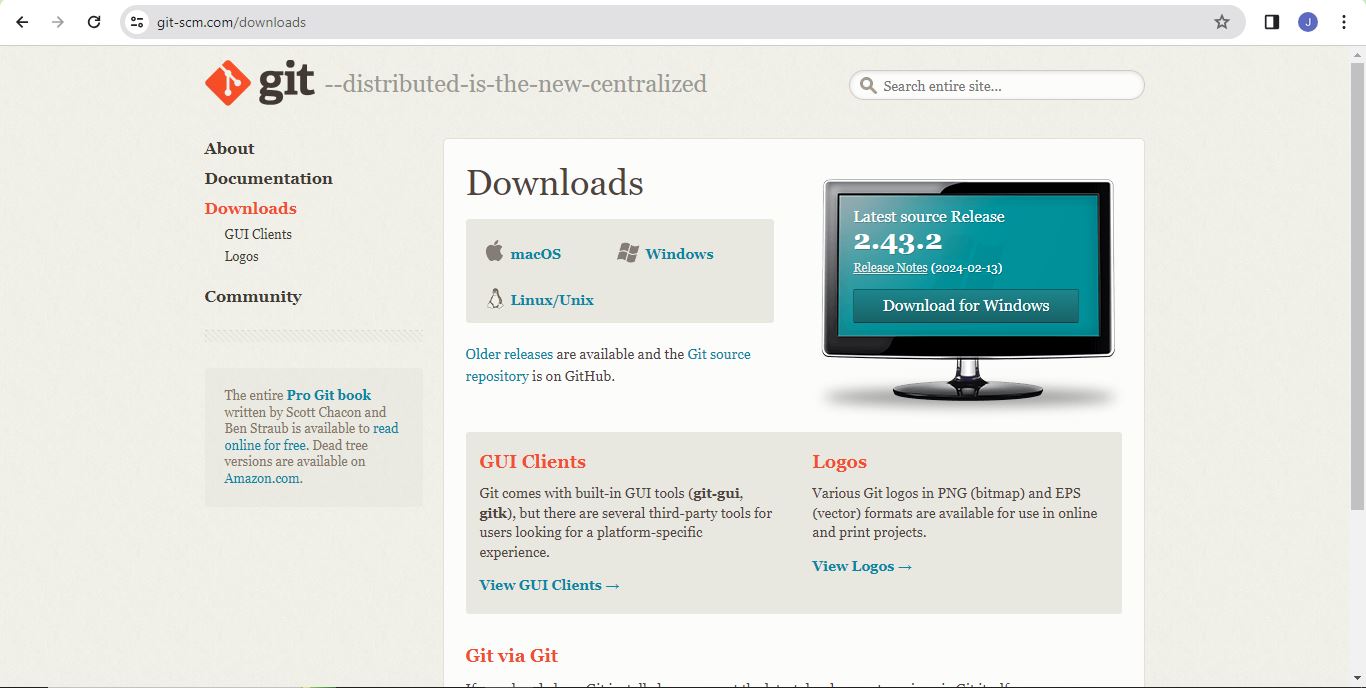 git-scm.com/downloads
J
git --distributed-is-the-new-centralized
Search entire site...
About
Documentation
Downloads
GUI Clients
Logos
Community
The entire Pro Git book
written by Scott Chacon and
Ben Straub is available to read
online for free. Dead tree
versions are available on
Amazon.com.
Downloads
macOS
Windows
Linux/Unix
Older releases are available and the Git source
repository is on GitHub.
Latest source Release
2.43.2
Release Notes (2024-02-13)
Download for Windows
GUI Clients
Git comes with built-in GUI tools (git-gui,
gitk), but there are several third-party tools for
users looking for a platform-specific
experience.
View GUI Clients →
Logos
Various Git logos in PNG (bitmap) and EPS
(vector) formats are available for use in online
and print projects.
View Logos →
Git via Git